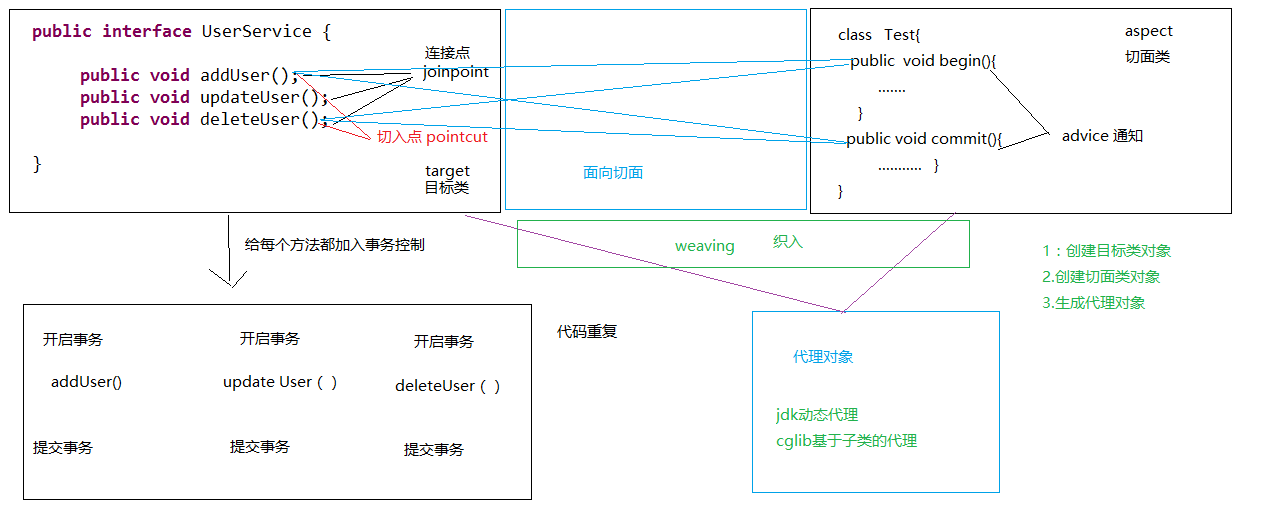 public interface UserService {
public void addUser();
public void updateUser();
public void deleteUser();
}
连接点
joinpoint
切入点 pointcut
target
目标类
面向切面
class Test{
public void begin(){
.......
}
public void commit(){
........... }
}
aspect
切面类
advice 通知
给每个方法都加入事务控制
weaving 织入
1：创建目标类对象
2.创建切面类对象
3.生成代理对象
开启事务 开启事务 开启事务
addUser() update User（ ） deleteUser（ ）
提交事务 提交事务 提交事务
代码重复
代理对象
jdk动态代理
cglib基于子类的代理